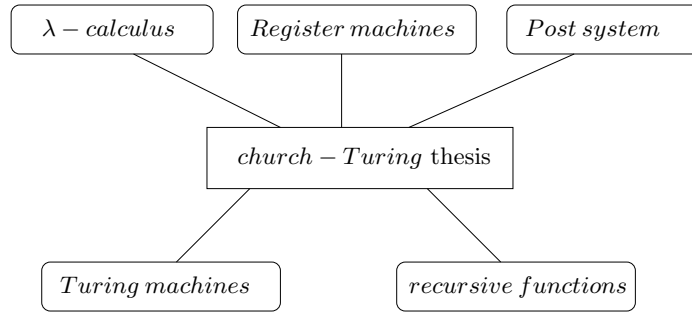 λ − calculus
Register machines
Post system
church − Turing thesis
Turing machines
recursive functions